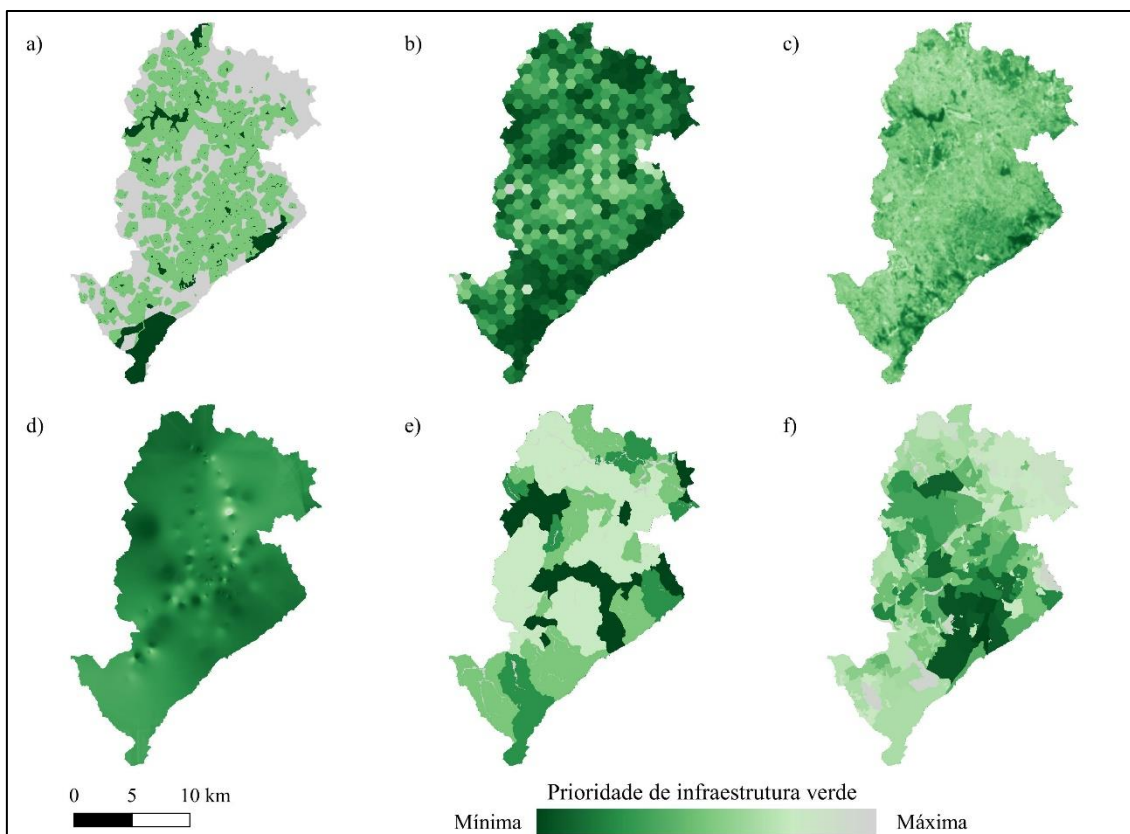 a)
b)
c)
d)
e)
f)
0 5 10 km
Prioridade de infraestrutura verde
Mínima Máxima